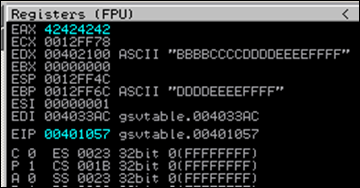 Registers (FPU) <
EAX 42424242
ECX 0012FF78
EDX 00402100 ASCII "BBBBCCCCDDDDEEEEFFFF"
EBX 00000000
ESP 0012FF4C
EBP 0012FF6C ASCII "DDDDEEEEFFFF"
ESI 00000001
EDI 004033AC gsvtable.004033AC
EIP 00401057 gsvtable.00401057
C 0 ES 0023 32bit 0(FFFFFFFF)
P 1 CS 001B 32bit 0(FFFFFFFF)
A 0 SS 0023 32bit 0(FFFFFFFF)